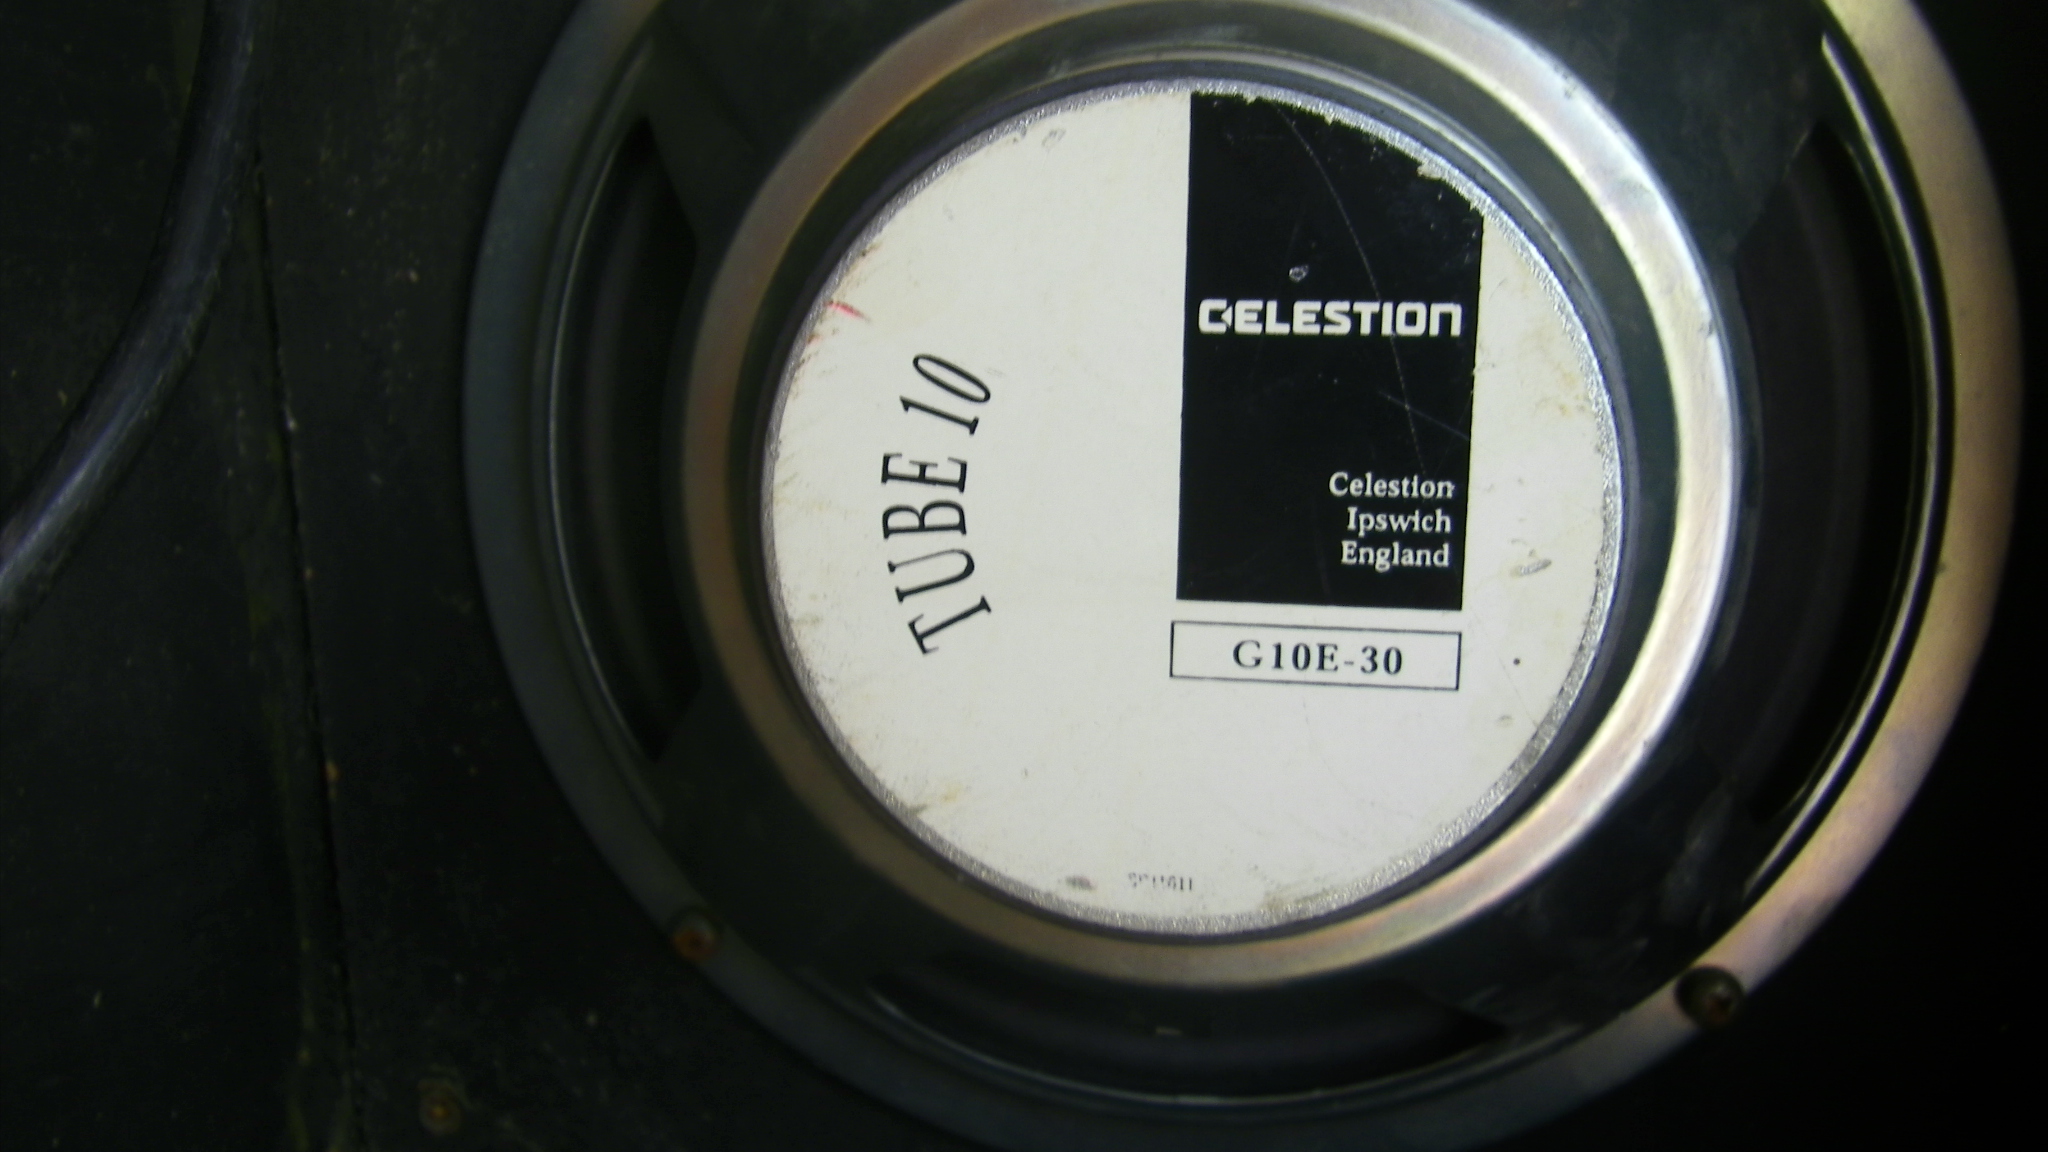 TUBE 10
CELESTION
Celestion
Ipswich
England
G10E-30